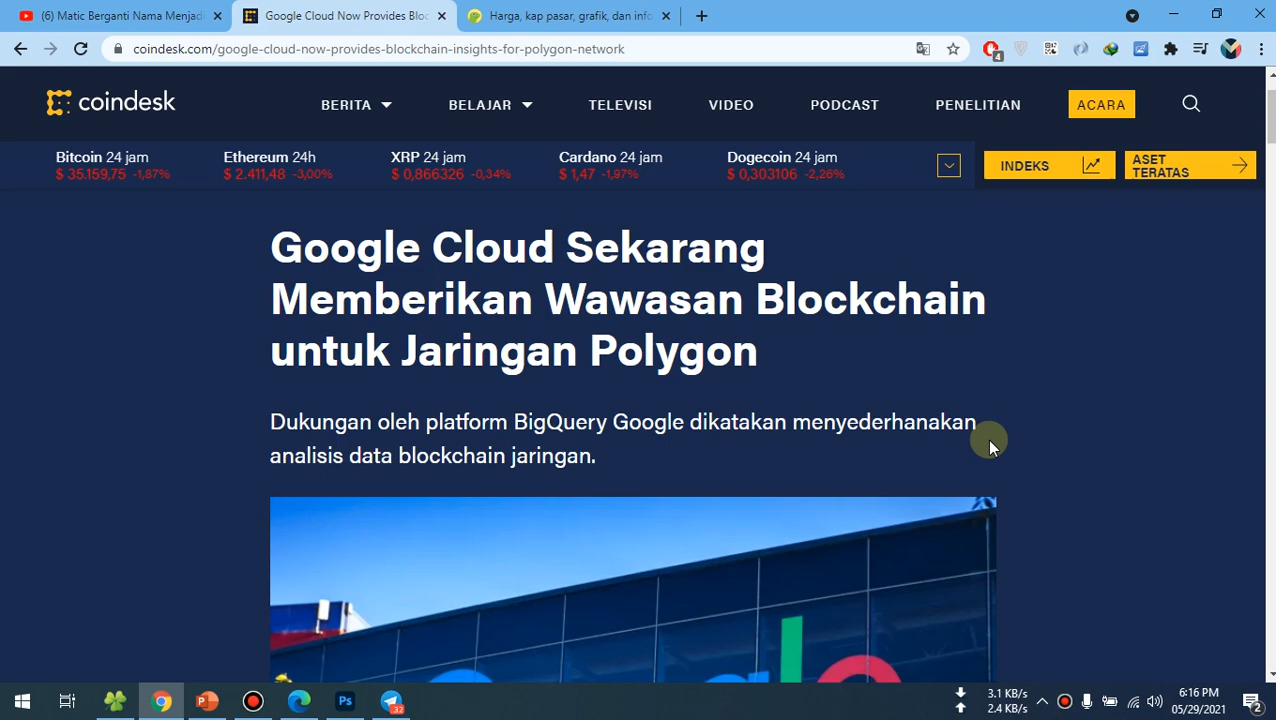 (6) Matic Berganti Nama Menjadi
Google Cloud Now Provides Bloc
Harga, kap pasar, grafik, dan info
coindesk.com/google-cloud-now-provides-blockchain-insights-for-polygon-network
4
coindesk
BERITA
BELAJAR
TELEVISI
VIDEO
PODCAST
PENELITIAN
ACARA
Bitcoin 24 jam
$ 35.159,75 -1,87%
Ethereum 24h
$ 2.411,48 -3,00%
XRP 24 jam
$ 0,866326 -0,34%
Cardano 24 jam
$ 1,47 -1,97%
Dogecoin 24 jam
$ 0,303106 -2,26%
INDEKS
ASET
TERATAS
Google Cloud Sekarang
Memberikan Wawasan Blockchain
untuk Jaringan Polygon
Dukungan oleh platform BigQuery Google dikatakan menyederhanakan
analisis data blockchain jaringan.
Ps
32
3.1 KB/s
2.4 KB/s
6:16 PM
05/29/2021
2